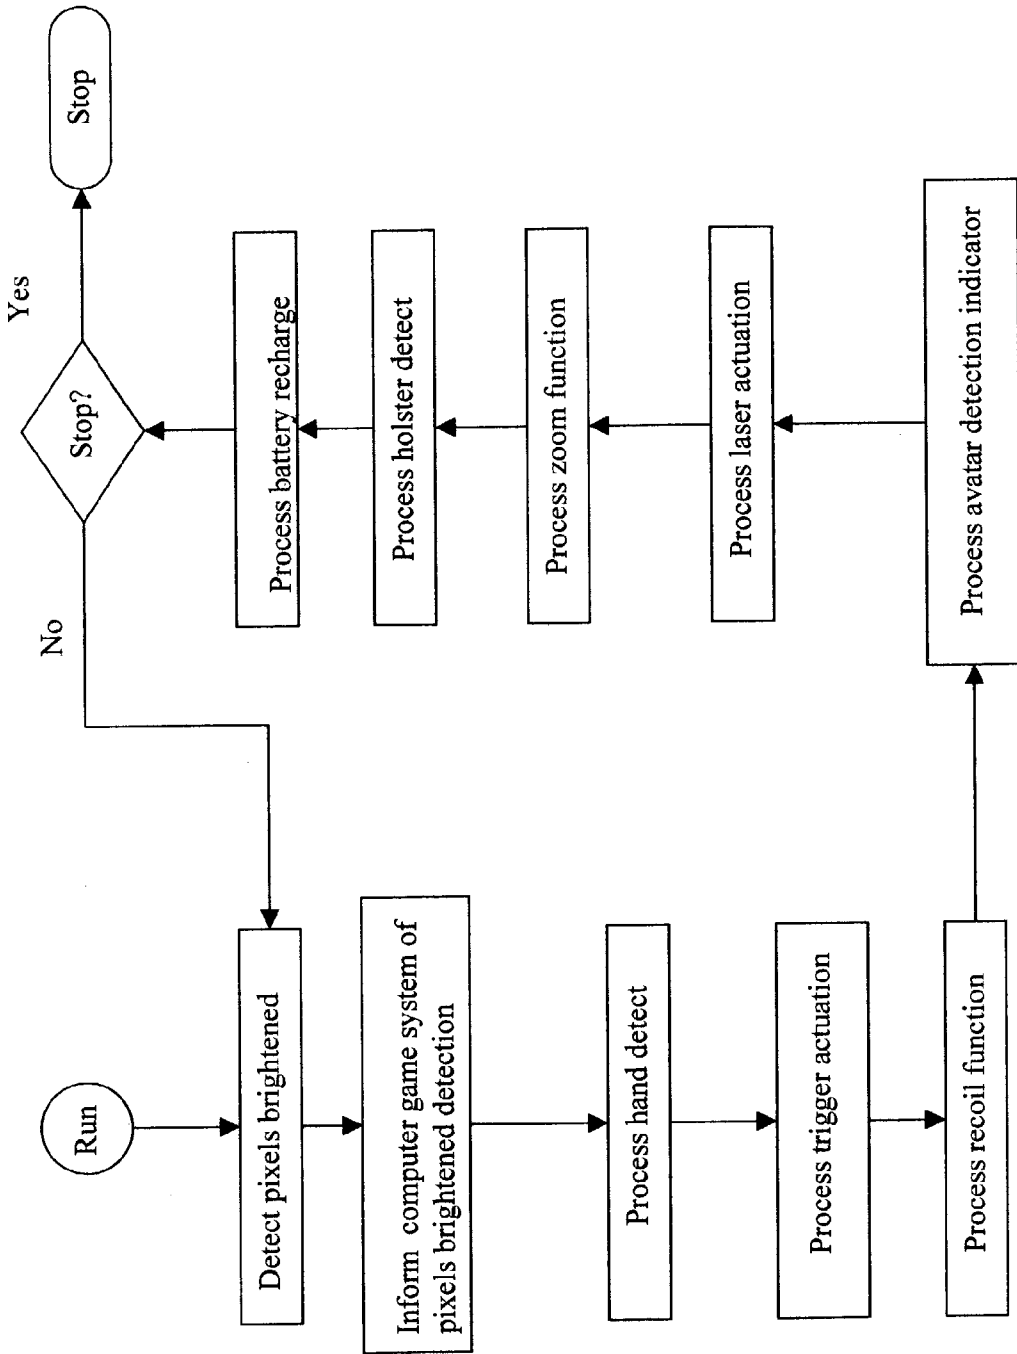 Run
Detect pixels brightened
Inform computer game system of
pixels brightened detection
Process hand detect
Process trigger actuation
Process recoil function
Process avatar detection indicator
Process laser actuation
Process zoom function
Process holster detect
Process battery recharge
Stop?
No
Yes
Stop